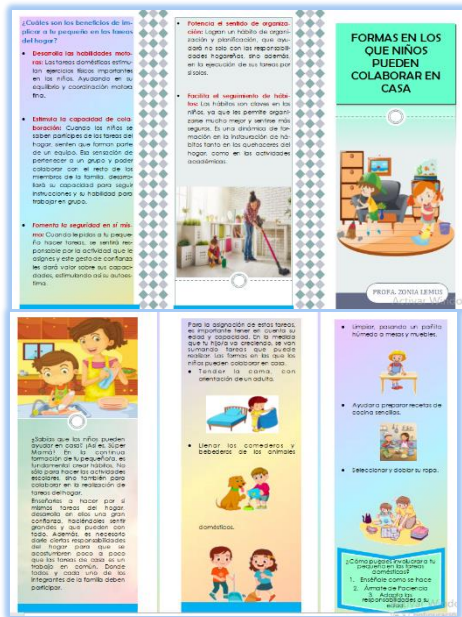 ¿Cuáles son los beneficios de im-
plicar a tu pequeño en las tareas
del hogar?
Desarrolla las habilidades moto-
ras: Las tareas domésticas estimu-
lan ejercicios físicos importantes
en los niños. Ayudando en su
equilibrio y coordinación motora
fina.
Estimula la capacidad de cola-
boración: Cuando los niños se
saben partícipes de las tareas del
hogar, sienten que forman parte
de un equipo. Esa sensación de
pertenecer a un grupo y poder
colaborar con el resto de los
miembros de la familia, desarro-
llará su capacidad para seguir
instrucciones y su habilidad para
trabajar en grupo.
Fomenta la seguridad en sí mis-
mo: Cuando le pidas a tu peque-
ño hacer tareas, se sentirá res-
ponsable por la actividad que le
asignes y este gesto de confianza
les dará valor sobre sus capaci-
dades, estimulando así su autoes-
tima.
Potencia el sentido de organiza-
ción: Logran un hábito de organi-
zación y planificación, que ayu-
dará no solo con las responsabili-
dades hogareñas, sino también,
en la ejecución de sus tareas por
sí solos.
Facilita el seguimiento de hábi-
tos: Los hábitos son claves en los
niños, ya que les permite organi-
zarse mucho mejor y sentirse más
seguros. Es una dinámica de for-
mación en la instauración de há-
bitos tanto en los quehaceres del
hogar, como en las actividades
académicas.
FORMAS EN LOS
QUE NIÑOS
PUEDEN
COLABORAR EN
CASA
PROFA. ZONIA LEMUS
¿Sabías que los niños pueden
ayudar en casa? ¡Así es, Súper
Mamá! En la continua
formación de tu pequeño/a, es
fundamental crear hábitos. No
sólo para hacer las actividades
escolares, sino también para
colaborar en la realización de
tareas del hogar.
Enseñarlos a hacer por sí
mismos tareas del hogar,
desarrolla en ellos una gran
confianza, haciéndoles sentir
grandes y que pueden con
todo. Además, es necesario
darle ciertas responsabilidades
del hogar para que se
acostumbren poco a poco
que las tareas de casa es un
trabajo en común. Donde
todos y cada uno de los
integrantes de la familia deben
participar.
Para la asignación de estas tareas,
es importante tener en cuenta su
edad y capacidad. En la medida
que tu hijo/a va creciendo, se van
sumando tareas que puede
realizar. Las formas en las que los
niños pueden colaborar en casa.
Tender la cama, con
orientación de un adulto.
Llenar los comederos y
bebederos de los animales
domésticos.
Limpiar, pasando un pañito
húmedo a mesas y muebles.
Ayudar a preparar recetas de
cocina sencillas.
Seleccionar y doblar su ropa.
¿Cómo puedes involucrar a tu
pequeño en las tareas
domésticas?
1. Enséñale como se hace
2. Ármate de Paciencia
3. Adapta las
responsabilidades a su
edad